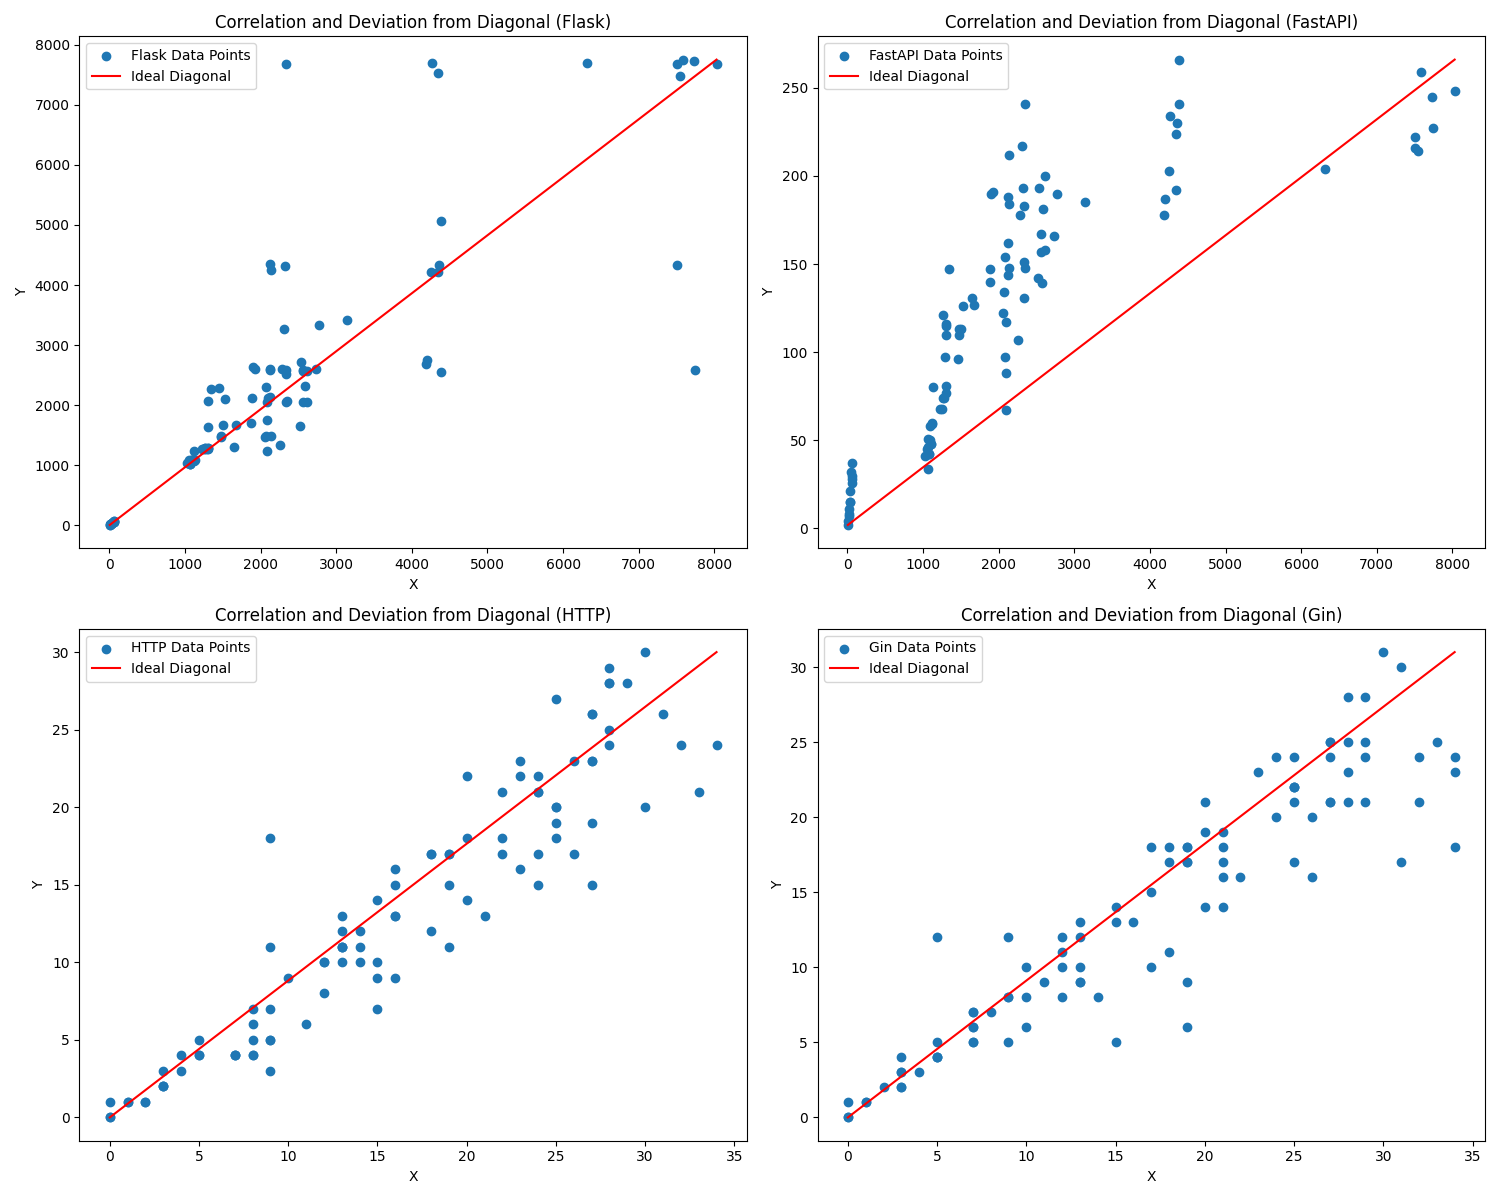 Correlation and Deviation from Diagonal (Flask)
Flask Data Points
Ideal Diagonal
Y
8000
7000
6000
5000
4000
3000
2000
1000
0
0 1000 2000 3000 4000 5000 6000 7000 8000
X
Correlation and Deviation from Diagonal (FastAPI)
FastAPI Data Points
Ideal Diagonal
Y
250
200
150
100
50
0
0 1000 2000 3000 4000 5000 6000 7000 8000
X
Correlation and Deviation from Diagonal (HTTP)
HTTP Data Points
Ideal Diagonal
Y
30
25
20
15
10
5
0
0 5 10 15 20 25 30 35
X
Correlation and Deviation from Diagonal (Gin)
Gin Data Points
Ideal Diagonal
Y
30
25
20
15
10
5
0
0 5 10 15 20 25 30 35
X